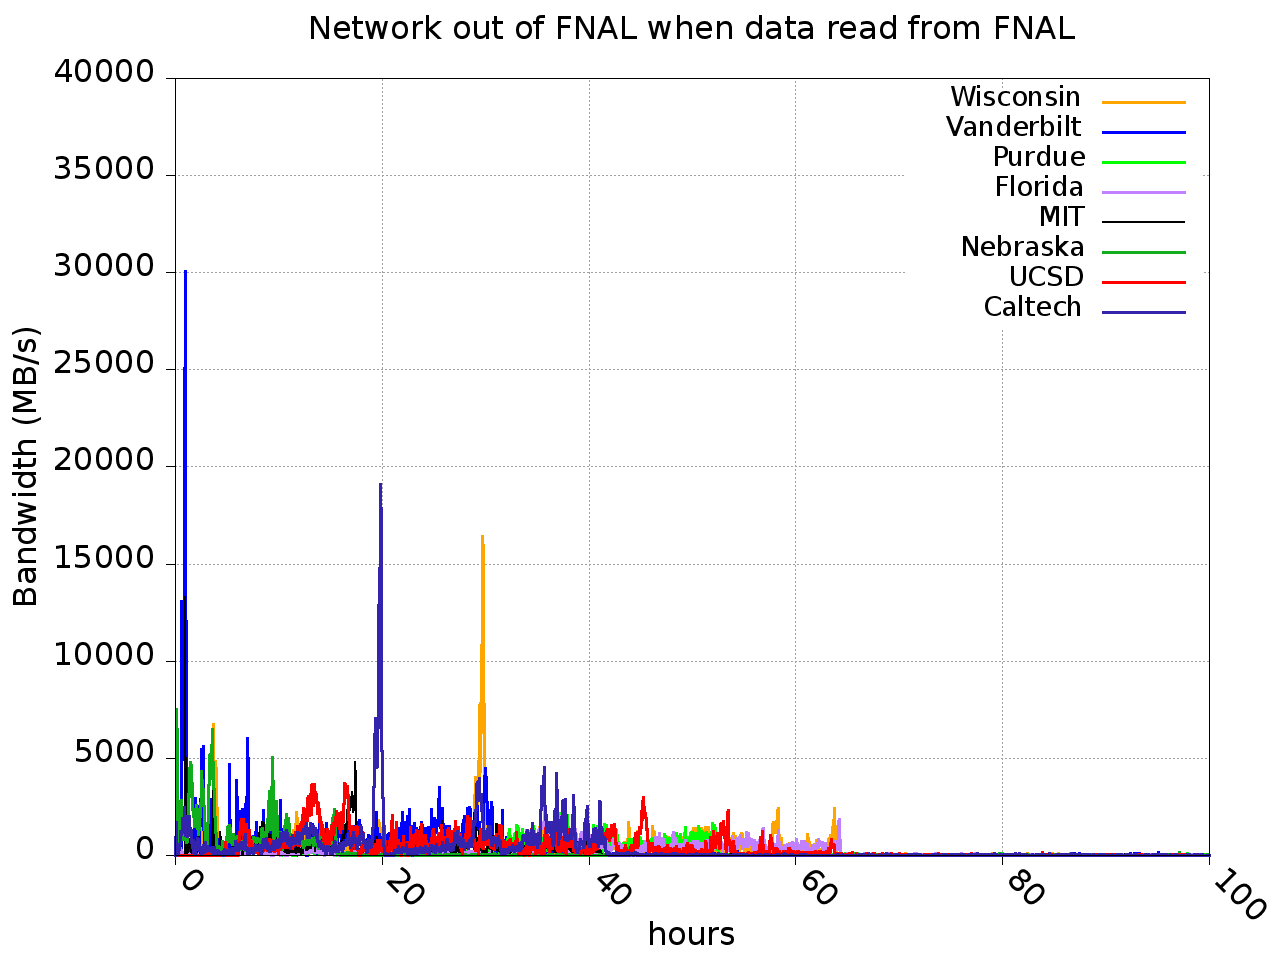 Network out of FNAL when data read from FNAL
40000
35000
30000
25000
20000
15000
10000
5000
0
Bandwidth (MB/s)
Wisconsin
Vanderbilt
Purdue
Florida
MIT
Nebraska
UCSD
Caltech
0 20 40 60 80 100
hours